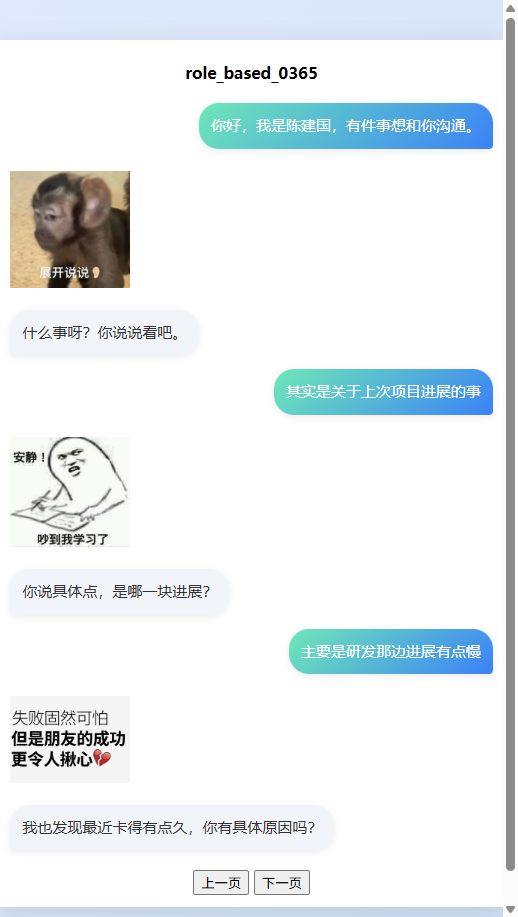 role_based_0365
你好，我是陈建国，有件事想和你沟通。
展开说说👂
什么事呀？你说说看吧。
其实是关于上次项目进展的事
安静！
吵到我学习了
你说具体点，是哪一块进展？
主要是研发那边进展有点慢
失败固然可怕
但是朋友的成功
更令人揪心💔
我也发现最近卡得有点久，你有具体原因吗？
上一页 下一页